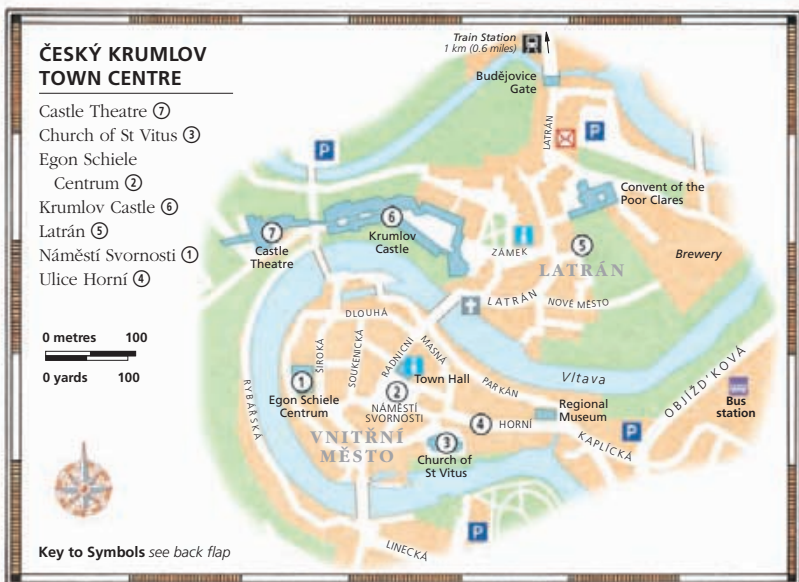 ČESKÝ KRUMLOV
TOWN CENTRE
Castle Theatre ⑦
Church of St Vitus ③
Egon Schiele
Centrum ②
Krumlov Castle ⑥
Latrán ⑤
Náměstí Svornosti ①
Ulice Horní ④
0 metres 100
0 yards 100
Key to Symbols see back flap
Train Station
1 km (0.6 miles)
Budějovice
Gate
LATRÁN
P
P
Convent of the
Poor Clares
⑦
Castle
Theatre
⑥
Krumlov
Castle
ZÁMEK
⑤
LATRÁN
Brewery
LATRÁN
NOVÉ MĚSTO
DLOUHÁ
ŠIROKÁ
SOUKENICKÁ
RADNIČNÍ
MASNÁ
PARKÁN
Vltava
OBJÍŽĎ'KOVÁ
RYBÁŘSKÁ
①
Egon Schiele
Centrum
Town Hall
②
NÁMĚSTÍ
SVORNOSTI
④
HORNÍ
Regional
Museum
Bus
station
KAPLICKÁ
P
VNITŘNÍ
MĚSTO
③
Church of
St Vitus
P
LINECKÁ